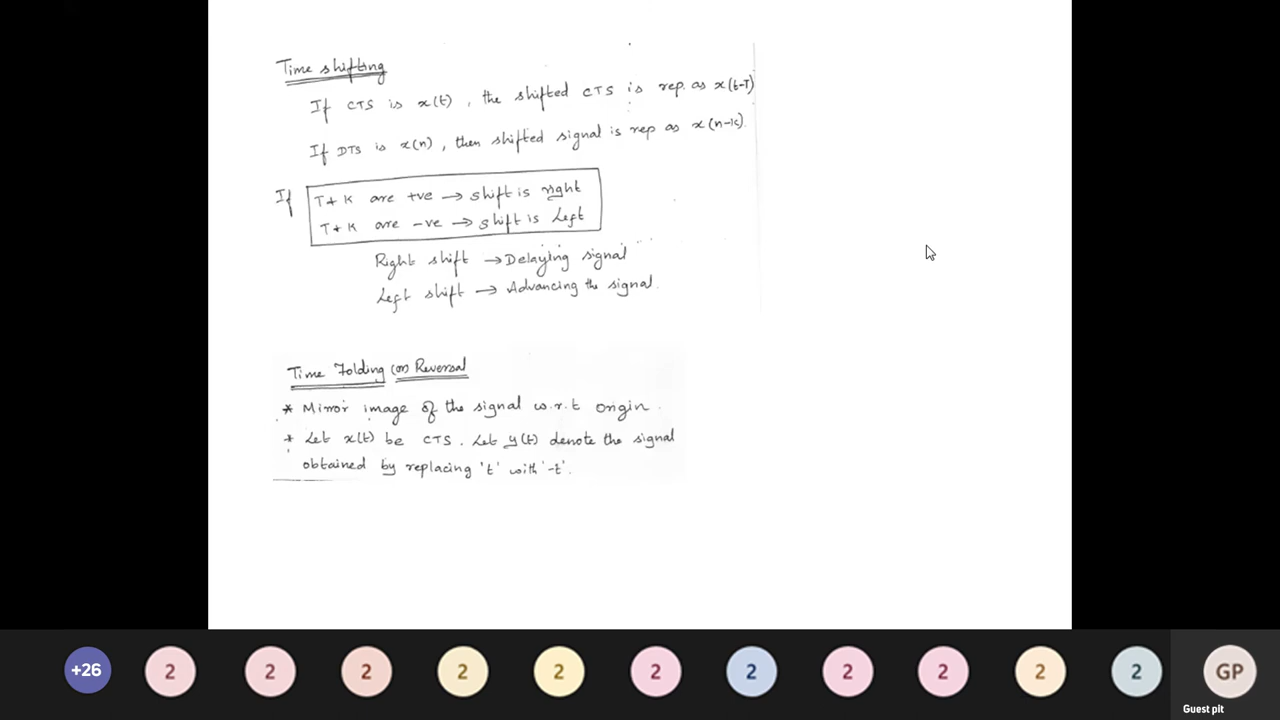 Time shifting
If CTS is x(t), the shifted CTS is rep. as x(t-T)
If DTS is x(n), then shifted signal is rep as x(n-k).
If T + K are +ve → shift is right
T + K are -ve → shift is Left
Right shift → Delaying signal
Left shift → Advancing the signal.
Time Folding (or) Reversal
* Mirror image of the signal w.r.t origin.
* Let x(t) be CTS. Let y(t) denote the signal
obtained by replacing 't' with '-t'.
+26 2 2 2 2 2 2 2 2 2 2 2 GP
Guest pit